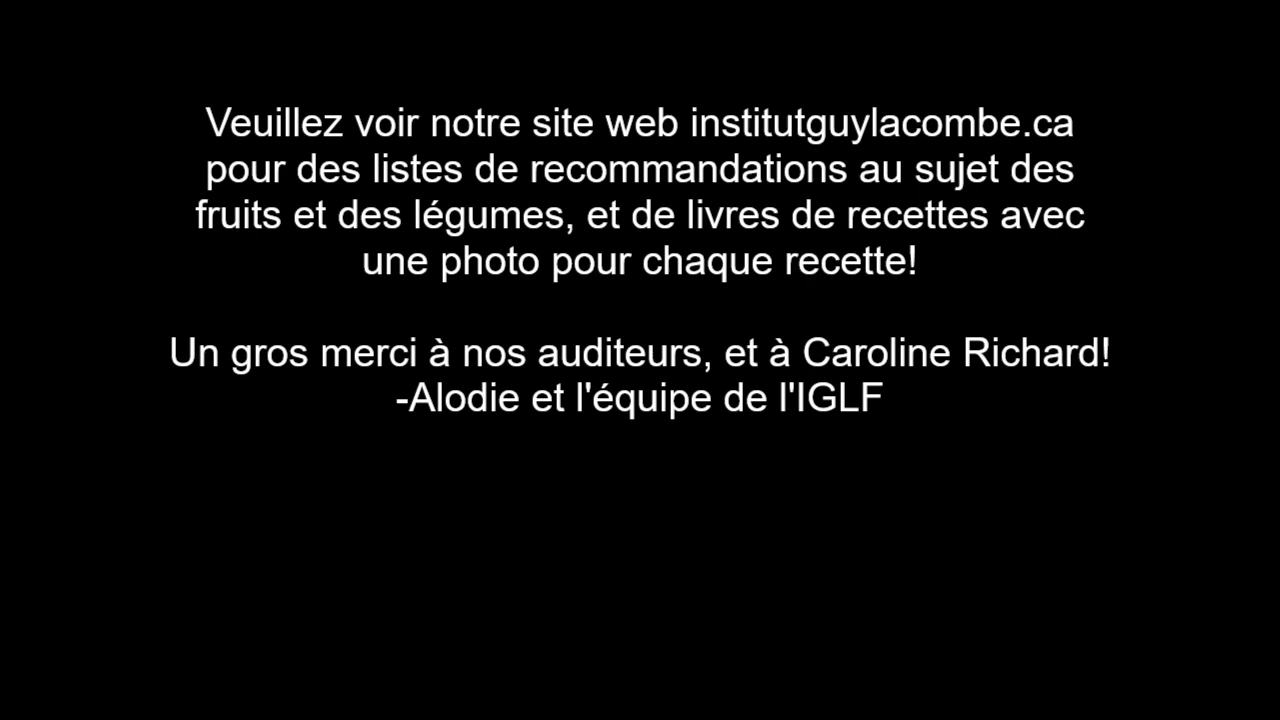 Veuillez voir notre site web institutguylacombe.ca
pour des listes de recommandations au sujet des
fruits et des légumes, et de livres de recettes avec
une photo pour chaque recette!
Un gros merci à nos auditeurs, et à Caroline Richard!
-Alodie et l'équipe de l'IGLF